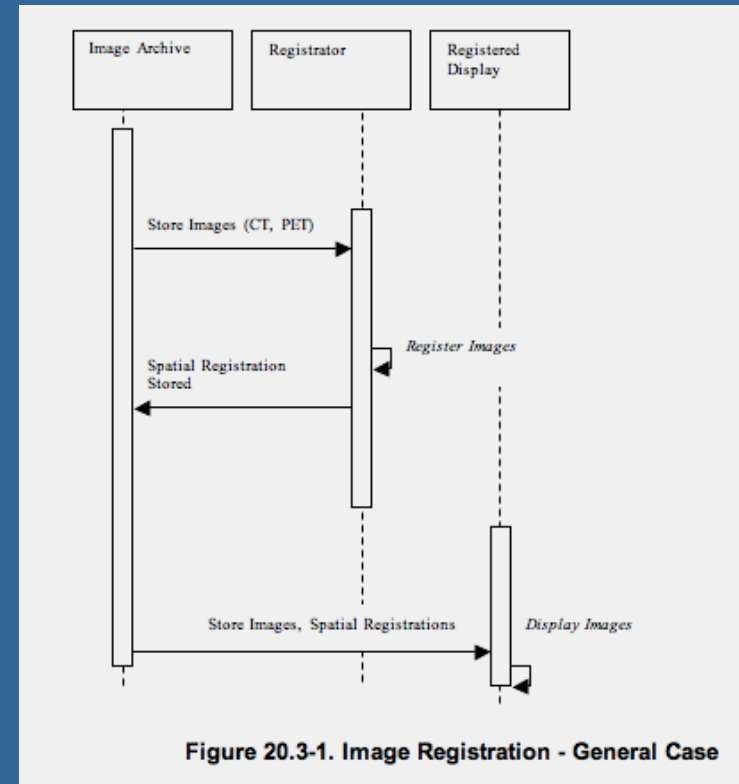 Image Archive
Registrator
Registered
Display
Store Images (CT, PET)
Register Images
Spatial Registration
Stored
Store Images, Spatial Registrations
Display Images
Figure 20.3-1. Image Registration - General Case